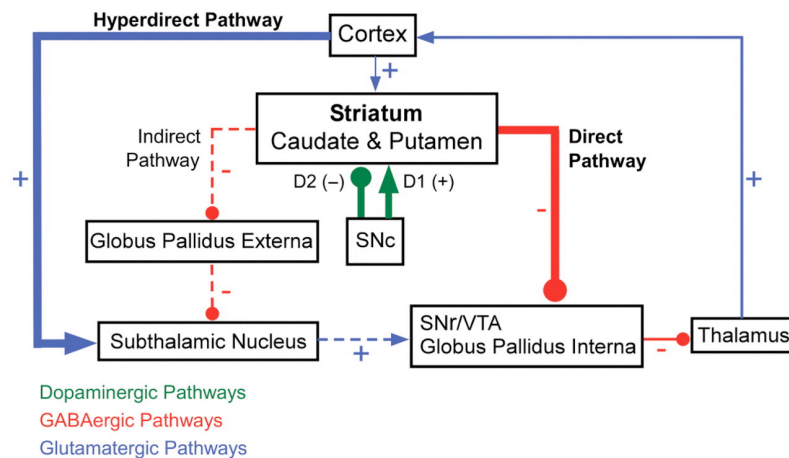 Hyperdirect Pathway
Cortex
+
Striatum
Caudate & Putamen
Indirect
Pathway
-
D2 (–)
D1 (+)
Direct
Pathway
-
+
+
Globus Pallidus Externa
SNc
-
Subthalamic Nucleus
+
SNr/VTA
Globus Pallidus Interna
-
Thalamus
Dopaminergic Pathways
GABAergic Pathways
Glutamatergic Pathways